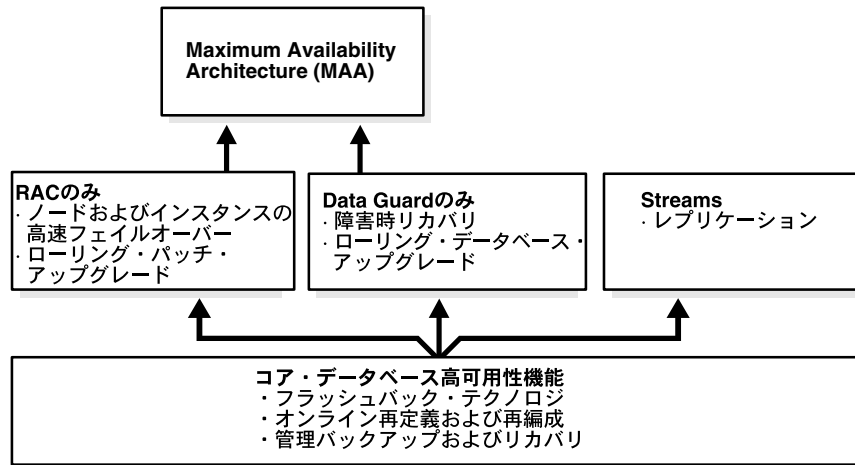 Maximum Availability
Architecture (MAA)
RACのみ
· ノードおよびインスタンスの
高速フェイルオーバー
· ローリング・パッチ・
アップグレード
Data Guardのみ
· 障害時リカバリ
· ローリング・データベース・
アップグレード
Streams
· レプリケーション
コア・データベース高可用性機能
・フラッシュバック・テクノロジ
・オンライン再定義および再編成
・管理バックアップおよびリカバリ